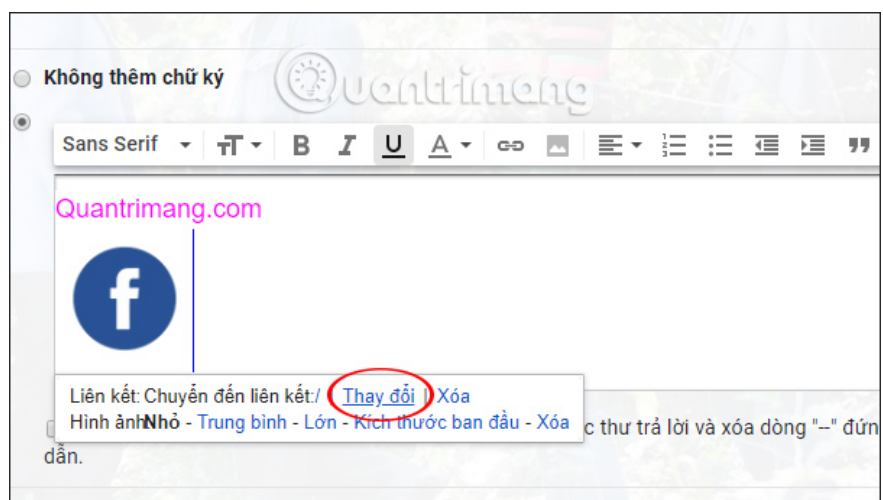 Không thêm chữ ký
Quantrimang
Sans Serif
Quantrimang.com
Liên kết: Chuyển đến liên kết:/ Thay đổi | Xóa
Hình ảnh Nhỏ - Trung bình - Lớn - Kích thước ban đầu - Xóa
c thư trả lời và xóa dòng "--" đứn
dẫn.